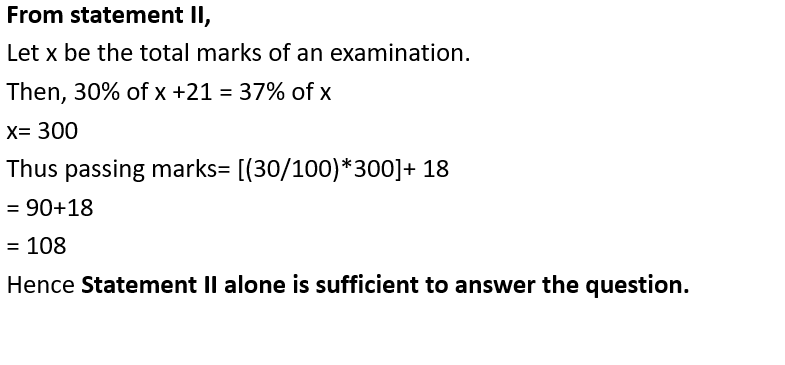 From statement II,
Let x be the total marks of an examination.
Then, 30% of x +21 = 37% of x
x= 300
Thus passing marks= [(30/100)*300]+ 18
= 90+18
= 108
Hence Statement II alone is sufficient to answer the question.